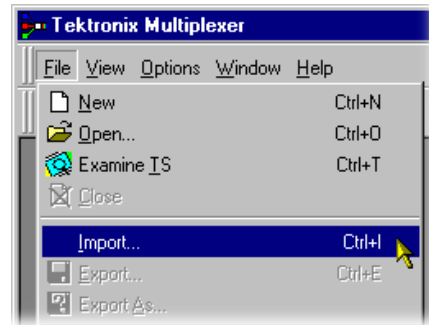 Tektronix Multiplexer
File View Options Window Help
New Ctrl+N
Open... Ctrl+O
Examine TS Ctrl+T
Close
Import... Ctrl+I
Export... Ctrl+E
Export As...